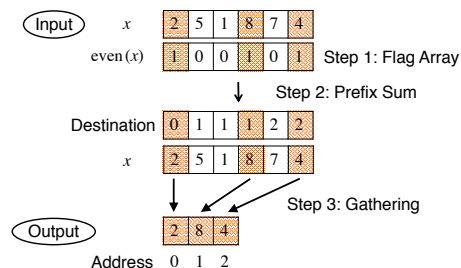 Input x 2 5 1 8 7 4
even(x) 1 0 0 1 0 1 Step 1: Flag Array
Step 2: Prefix Sum
Destination 0 1 1 1 2 2
x 2 5 1 8 7 4
Step 3: Gathering
Output 2 8 4
Address 0 1 2